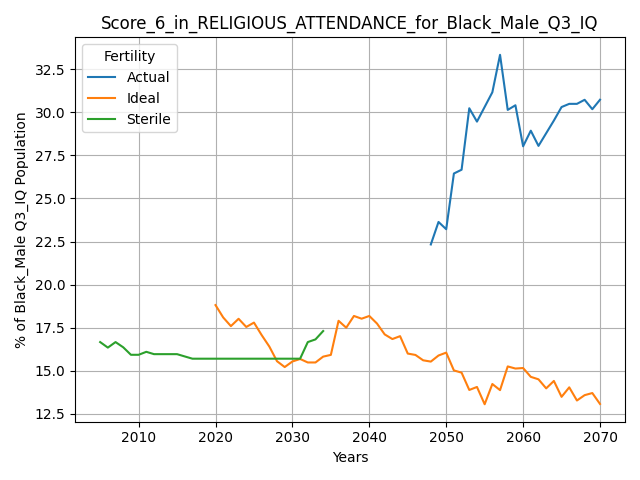 Score_6_in_RELIGIOUS_ATTENDANCE_for_Black_Male_Q3_IQ
Fertility
Actual
Ideal
Sterile
% of Black_Male Q3_IQ Population
32.5
30.0
27.5
25.0
22.5
20.0
17.5
15.0
12.5
2010
2020
2030
2040
2050
2060
2070
Years